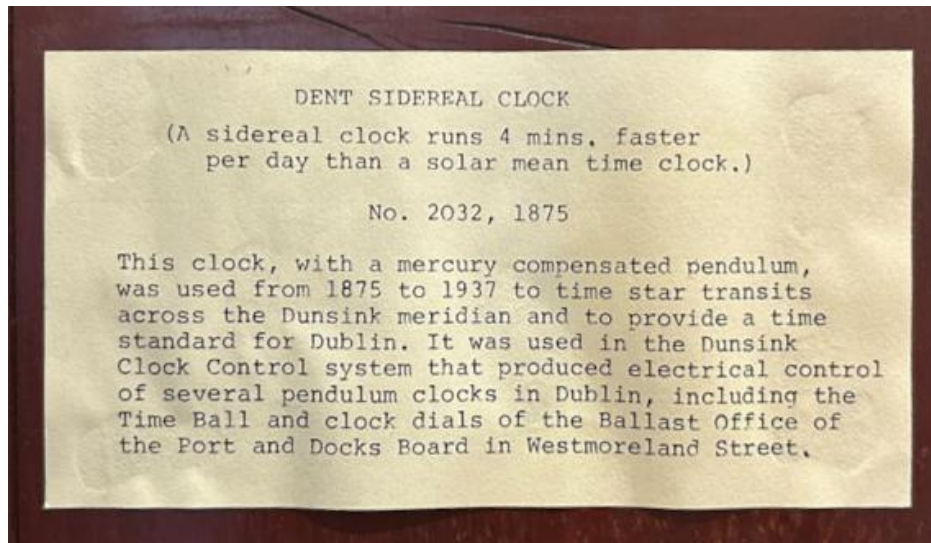 DENT SIDEREAL CLOCK
(A sidereal clock runs 4 mins. faster
per day than a solar mean time clock.)
No. 2032, 1875
This clock, with a mercury compensated pendulum,
was used from 1875 to 1937 to time star transits
across the Dunsink meridian and to provide a time
standard for Dublin. It was used in the Dunsink
Clock Control system that produced electrical control
of several pendulum clocks in Dublin, including the
Time Ball and clock dials of the Ballast Office of
the Port and Docks Board in Westmoreland Street.